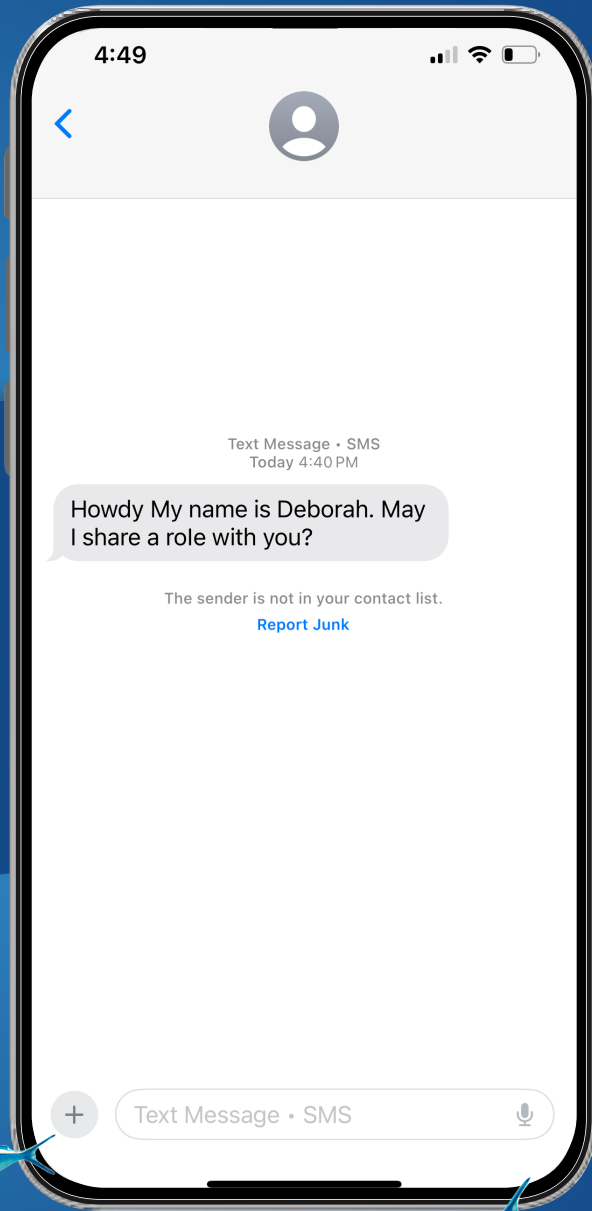 4:49
Text Message • SMS
Today 4:40 PM
Howdy My name is Deborah. May
I share a role with you?
The sender is not in your contact list.
Report Junk
Text Message • SMS